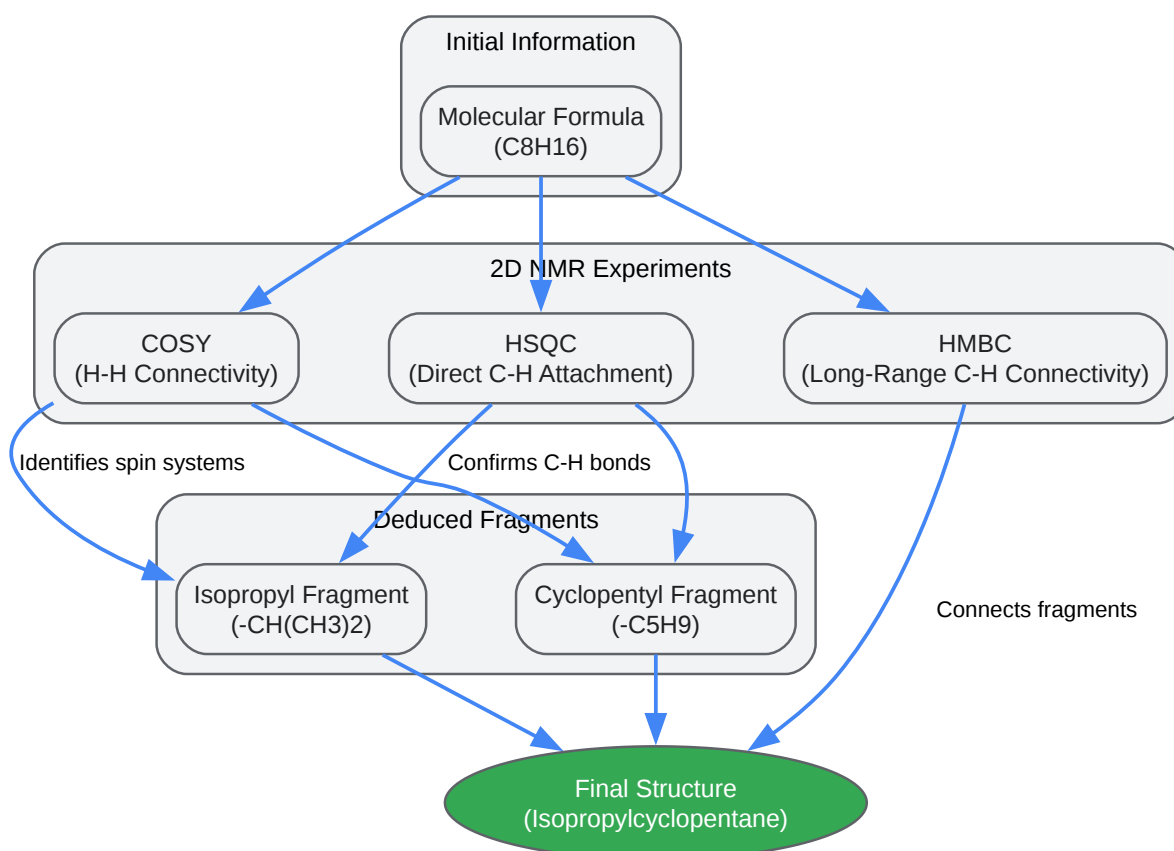 Initial Information
Molecular Formula
(C8H16)
2D NMR Experiments
COSY
(H-H Connectivity)
HSQC
(Direct C-H Attachment)
HMBC
(Long-Range C-H Connectivity)
Identifies spin systems
Confirms C-H bonds
Deduced Fragments
Isopropyl Fragment
(-CH(CH3)2)
Cyclopentyl Fragment
(-C5H9)
Connects fragments
Final Structure
(Isopropylcyclopentane)